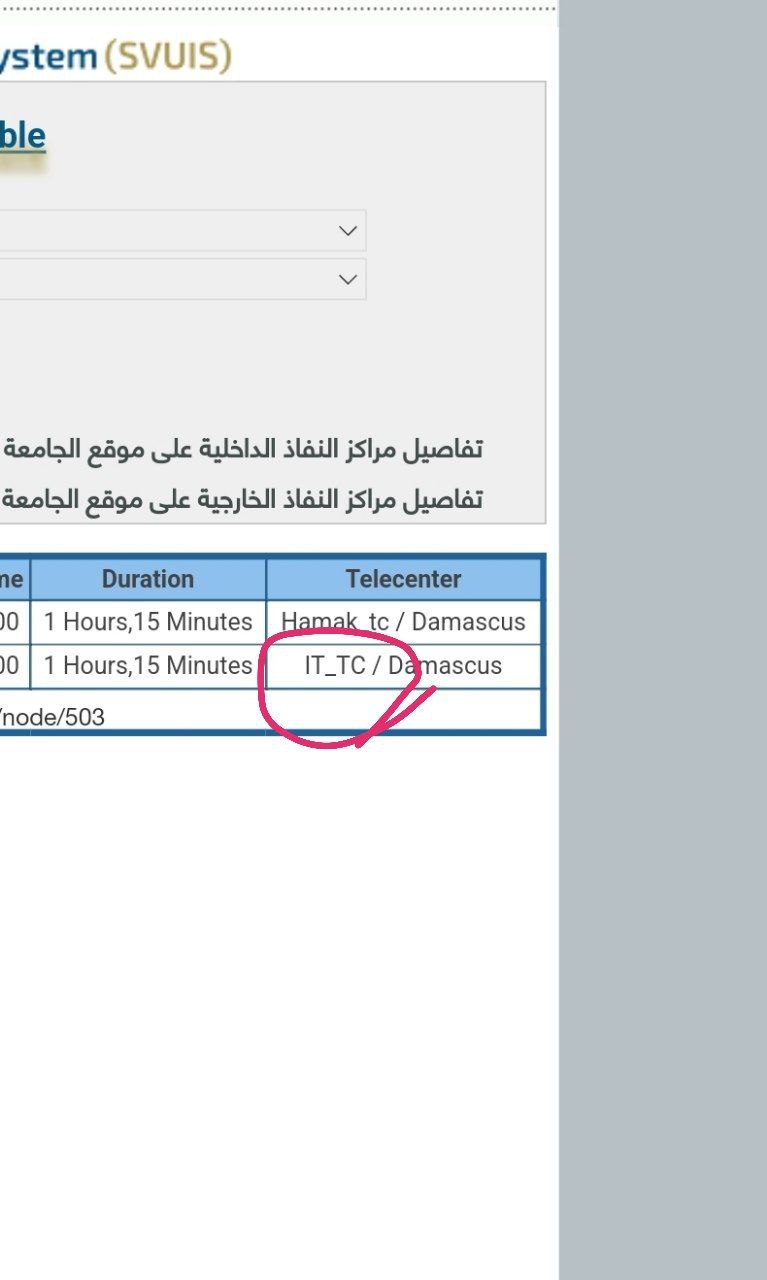 ystem (SVUIS)
ble
تفاصيل مراكز النفاذ الداخلية على موقع الجامعة
تفاصيل مراكز النفاذ الخارجية على موقع الجامعة
me Duration Telecenter
00 1 Hours,15 Minutes Hamak_tc / Damascus
00 1 Hours,15 Minutes IT_TC / Damascus
/node/503